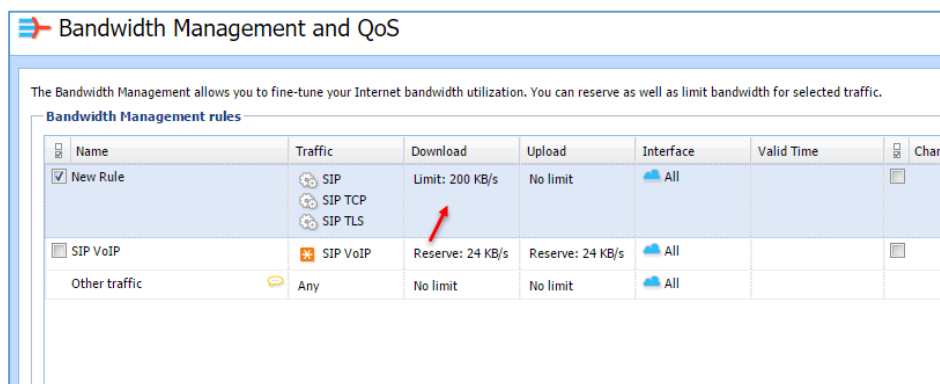 Bandwidth Management and QoS
The Bandwidth Management allows you to fine-tune your Internet bandwidth utilization. You can reserve as well as limit bandwidth for selected traffic.
Bandwidth Management rules
Name Traffic Download Upload Interface Valid Time Char
New Rule SIP Limit: 200 KB/s No limit All
SIP TCP
SIP TLS
SIP VoIP SIP VoIP Reserve: 24 KB/s Reserve: 24 KB/s All
Other traffic Any No limit No limit All